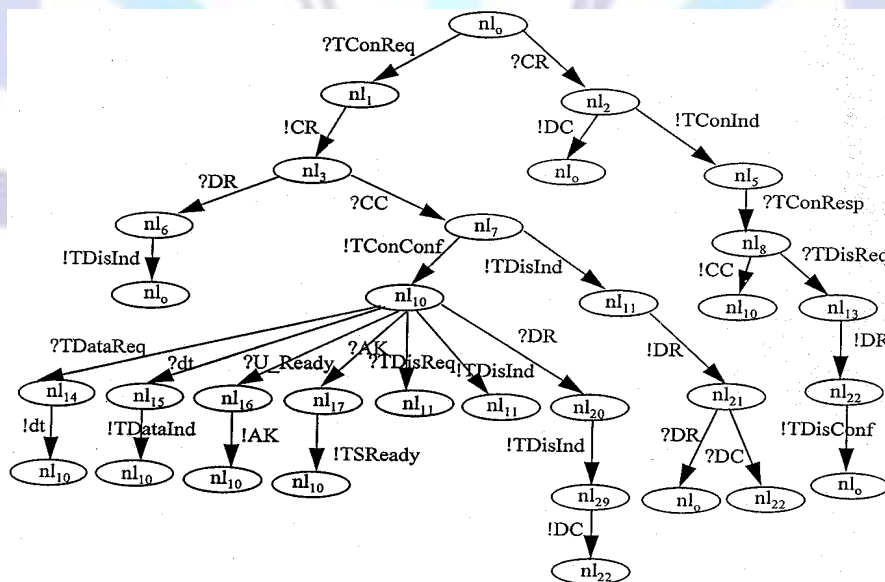 nl₀
?TConReq
?CR
nl₁
nl₂
!CR
!DC
!TConInd
nl₃
nl₀
nl₅
?DR
?CC
?TConResp
nl₆
nl₇
nl₈
!TConConf
!TDisInd
?TDisReq
!TDisInd
!CC
nl₀
nl₁₀
nl₁₁
nl₁₀
nl₁₃
?TDataReq
?dt
?U_Ready
?AK
?TDisReq
!TDisInd
?DR
!DR
!DR
nl₁₄
nl₁₅
nl₁₆
nl₁₇
nl₁₁
nl₁₁
nl₂₀
nl₂₁
nl₂₂
!dt
!TDataInd
!AK
!TSReady
!TDisInd
?DR
?DC
!TDisConf
nl₁₀
nl₁₀
nl₁₀
nl₁₀
nl₂₉
nl₀
nl₂₂
nl₀
!DC
nl₂₂